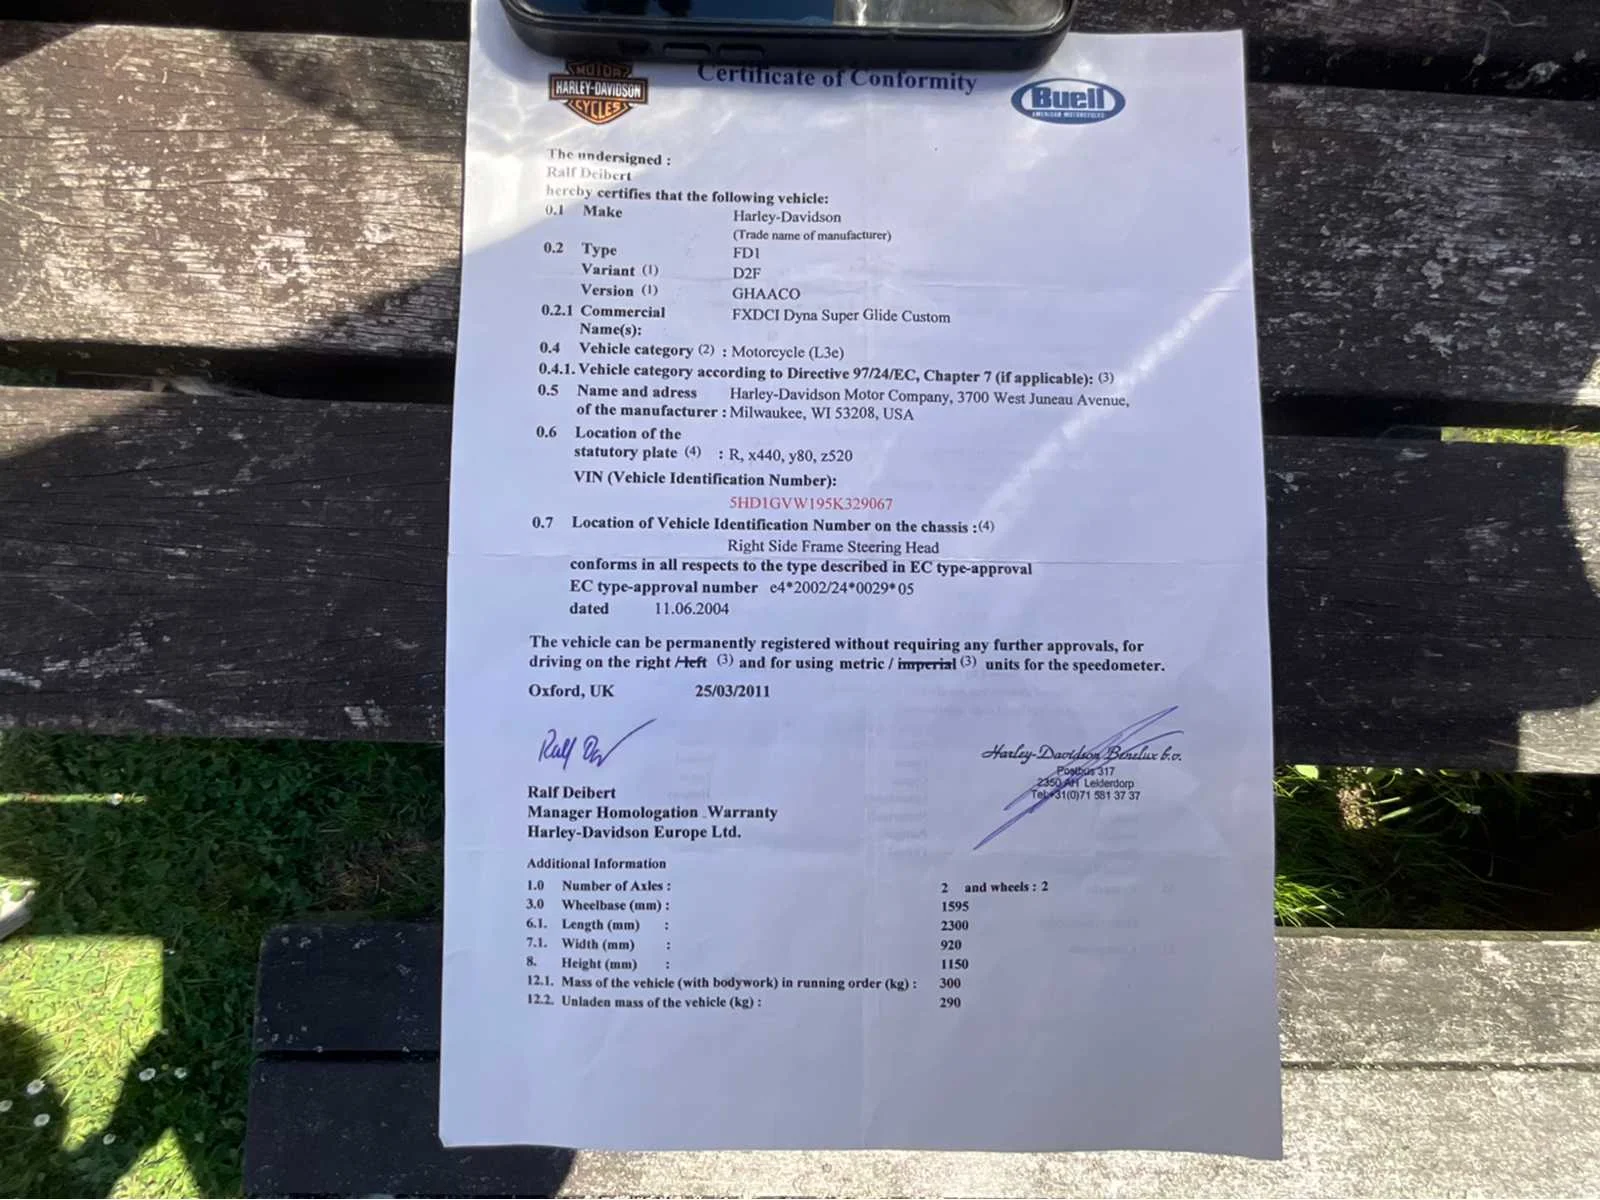 MOTOR
HARLEY-DAVIDSON
CYCLES
Certificate of Conformity
Buell
AMERICAN MOTORCYCLES
The undersigned :
Ralf Deibert
hereby certifies that the following vehicle:
0.1 Make Harley-Davidson
(Trade name of manufacturer)
0.2 Type FD1
Variant (1) D2F
Version (1) GHAACO
0.2.1 Commercial FXDCI Dyna Super Glide Custom
Name(s):
0.4 Vehicle category (2) : Motorcycle (L3e)
0.4.1. Vehicle category according to Directive 97/24/EC, Chapter 7 (if applicable): (3)
0.5 Name and adress Harley-Davidson Motor Company, 3700 West Juneau Avenue,
of the manufacturer : Milwaukee, WI 53208, USA
0.6 Location of the
statutory plate (4) : R, x440, y80, z520
VIN (Vehicle Identification Number):
5HD1GVW195K329067
0.7 Location of Vehicle Identification Number on the chassis :(4)
Right Side Frame Steering Head
conforms in all respects to the type described in EC type-approval
EC type-approval number e4*2002/24*0029*05
dated 11.06.2004
The vehicle can be permanently registered without requiring any further approvals, for
driving on the right /left (3) and for using metric / imperial (3) units for the speedometer.
Oxford, UK 25/03/2011
Harley-Davidson Benelux b.v.
Postbus 317
2350 AH Leiderdorp
Tel:+31(0)71 581 37 37
Ralf Deibert
Manager Homologation _Warranty
Harley-Davidson Europe Ltd.
Additional Information
1.0 Number of Axles : 2 and wheels : 2
3.0 Wheelbase (mm) : 1595
6.1. Length (mm) : 2300
7.1. Width (mm) : 920
8. Height (mm) : 1150
12.1. Mass of the vehicle (with bodywork) in running order (kg) : 300
12.2. Unladen mass of the vehicle (kg) : 290